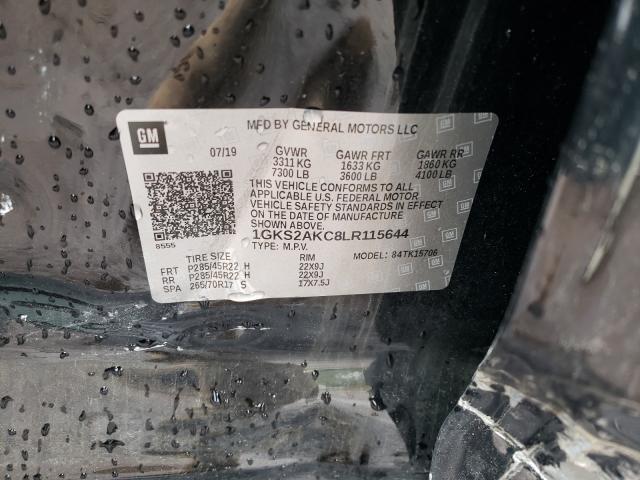 GM
MFD BY GENERAL MOTORS LLC
07/19 GVWR GAWR FRT GAWR RR
3311 KG 1633 KG 1860 KG
7300 LB 3600 LB 4100 LB
THIS VEHICLE CONFORMS TO ALL
APPLICABLE U.S. FEDERAL MOTOR
VEHICLE SAFETY STANDARDS IN EFFECT
ON THE DATE OF MANUFACTURE
SHOWN ABOVE.
1GKS2AKC8LR115644
8555
TYPE: M.P.V. MODEL: 84TK15706
TIRE SIZE RIM
FRT P285/45R22 H 22X9J
RR P285/45R22 H 22X9J
SPA 265/70R17 S 17X7.5J